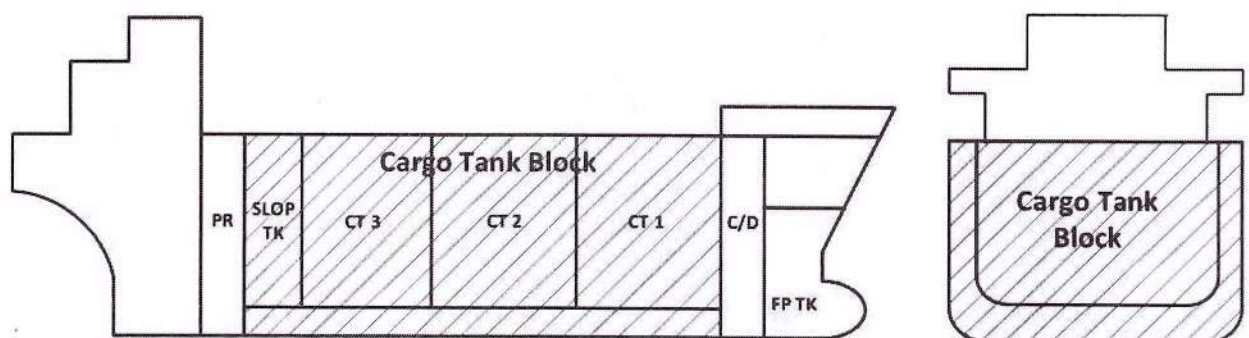 Cargo Tank Block
PR
SLOP
TK
CT 3
CT 2
CT 1
C/D
FP TK
Cargo Tank
Block